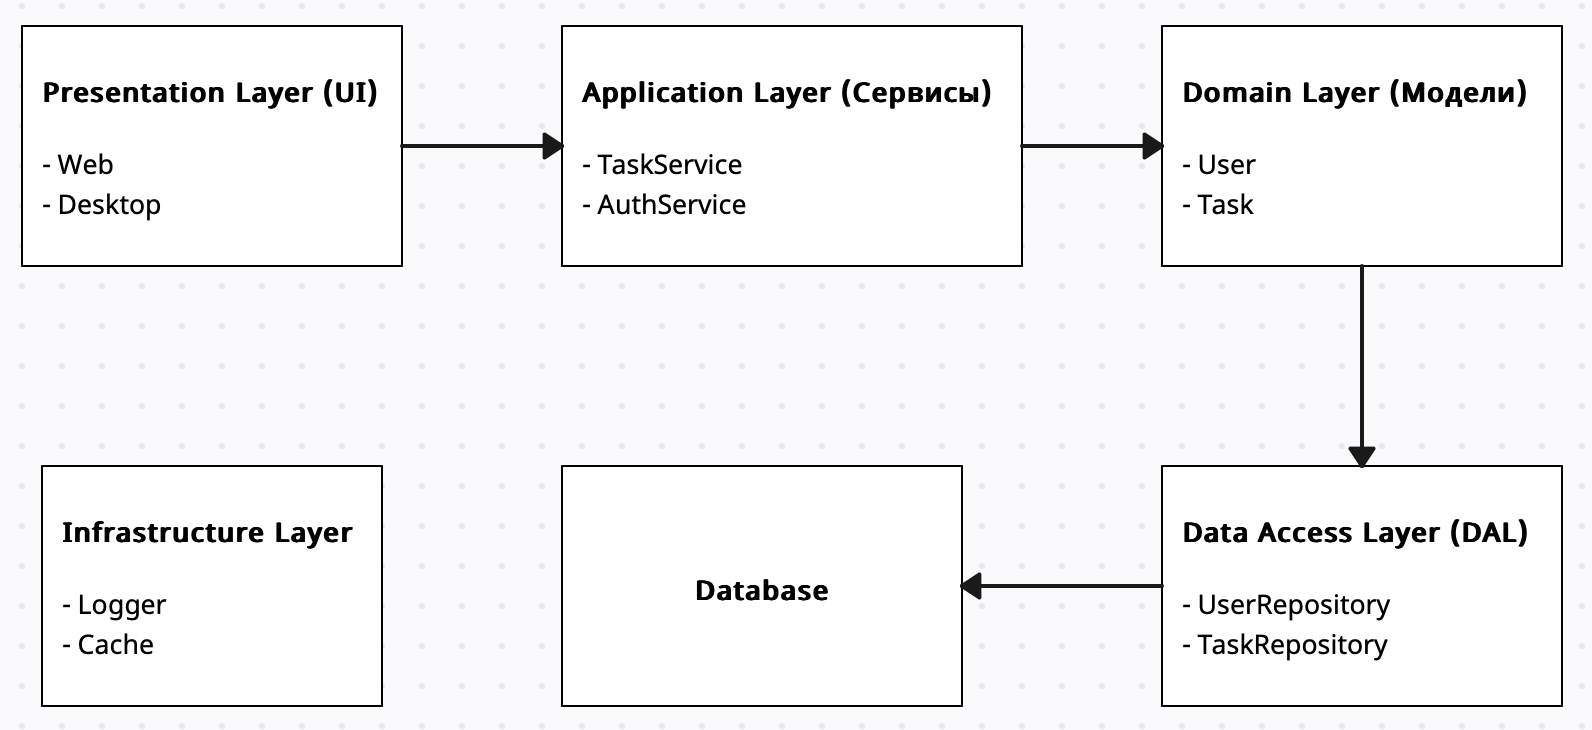 Presentation Layer (UI)
- Web
- Desktop
Application Layer (Сервисы)
- TaskService
- AuthService
Domain Layer (Модели)
- User
- Task
Infrastructure Layer
- Logger
- Cache
Database
Data Access Layer (DAL)
- UserRepository
- TaskRepository